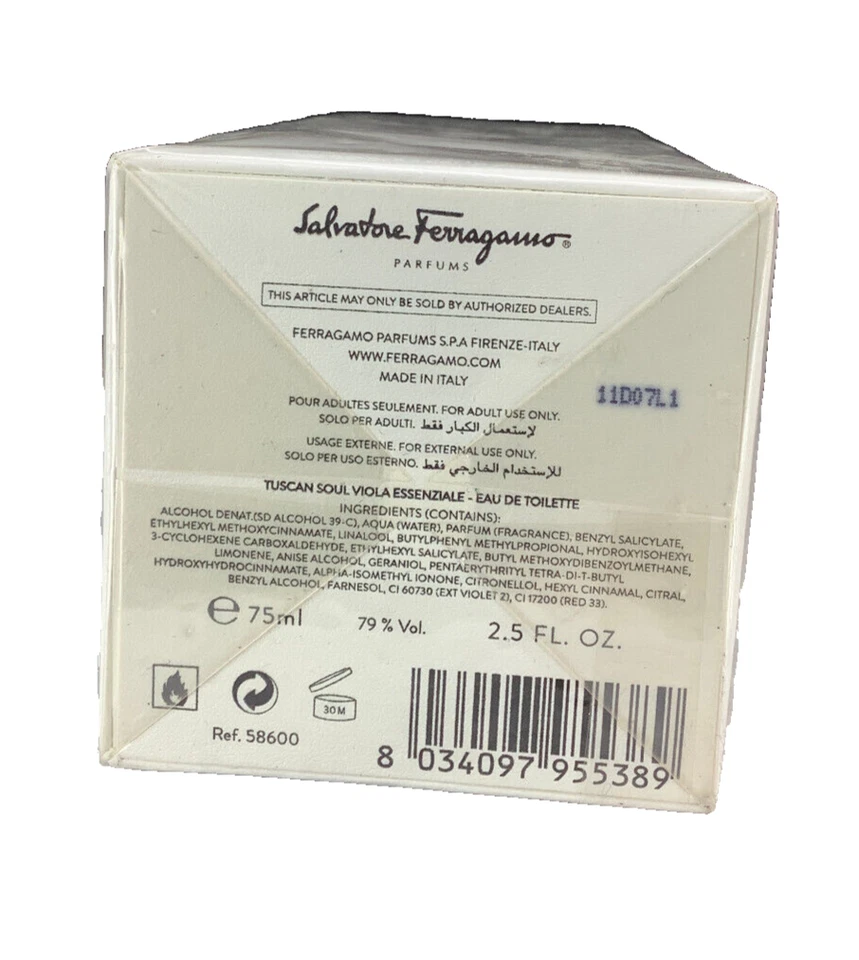 Salvatore Ferragamo®
PARFUMS
THIS ARTICLE MAY ONLY BE SOLD BY AUTHORIZED DEALERS.
FERRAGAMO PARFUMS S.P.A FIRENZE-ITALY
WWW.FERRAGAMO.COM
MADE IN ITALY
11D07L1
POUR ADULTES SEULEMENT. FOR ADULT USE ONLY.
SOLO PER ADULTI. لإستعمال الكبار فقط
USAGE EXTERNE. FOR EXTERNAL USE ONLY.
SOLO PER USO ESTERNO. للإستخدام الخارجي فقط
TUSCAN SOUL VIOLA ESSENZIALE - EAU DE TOILETTE
INGREDIENTS (CONTAINS):
ALCOHOL DENAT.(SD ALCOHOL 39-C), AQUA (WATER), PARFUM (FRAGRANCE), BENZYL SALICYLATE,
ETHYLHEXYL METHOXYCINNAMATE, LINALOOL, BUTYLPHENYL METHYLPROPIONAL, HYDROXYISOHEXYL
3-CYCLOHEXENE CARBOXALDEHYDE, ETHYLHEXYL SALICYLATE, BUTYL METHOXYDIBENZOYLMETHANE,
LIMONENE, ANISE ALCOHOL, GERANIOL, PENTAERYTHRITYL TETRA-DI-T-BUTYL
HYDROXYHYDROCINNAMATE, ALPHA-ISOMETHYL IONONE, CITRONELLOL, HEXYL CINNAMAL, CITRAL,
BENZYL ALCOHOL, FARNESOL, CI 60730 (EXT VIOLET 2), CI 17200 (RED 33).
℮ 75ml 79 % Vol. 2.5 FL. OZ.
30M
Ref. 58600
8 034097 955389